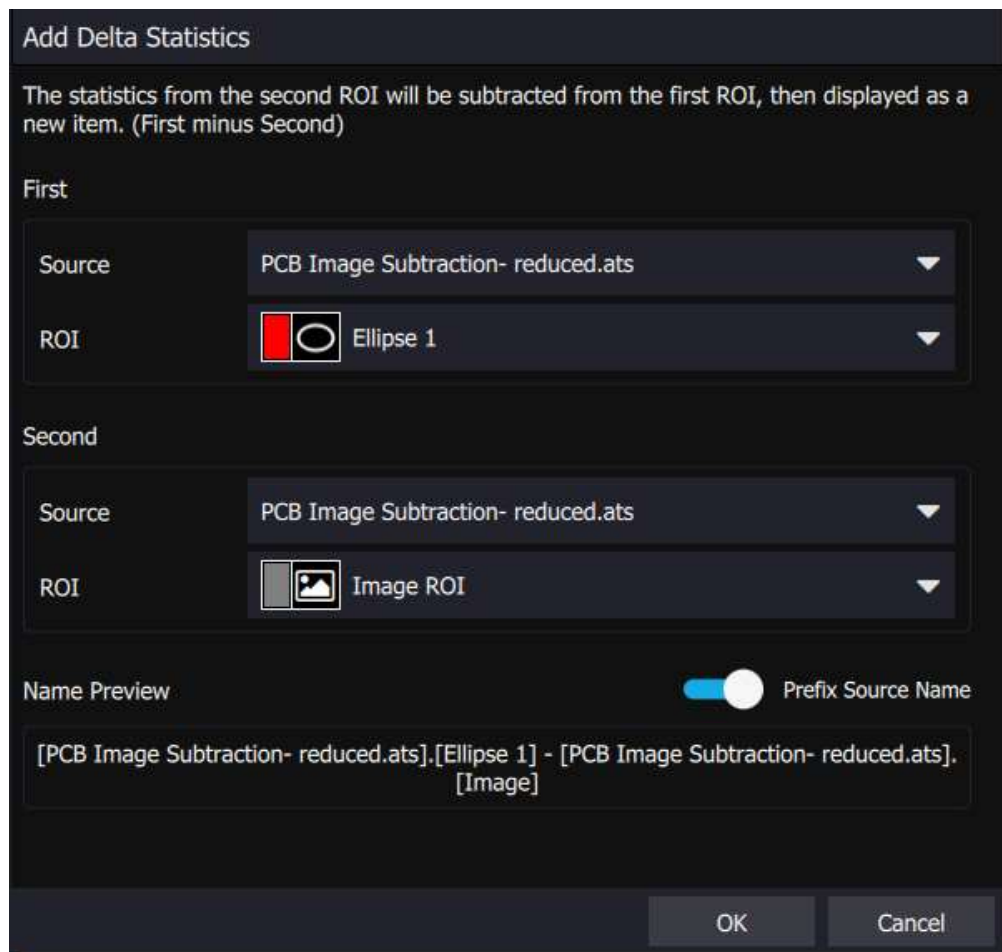 Add Delta Statistics
The statistics from the second ROI will be subtracted from the first ROI, then displayed as a
new item. (First minus Second)
First
Source
PCB Image Subtraction- reduced.ats
ROI
Ellipse 1
Second
Source
PCB Image Subtraction- reduced.ats
ROI
Image ROI
Name Preview
Prefix Source Name
[PCB Image Subtraction- reduced.ats].[Ellipse 1] - [PCB Image Subtraction- reduced.ats].
[Image]
OK
Cancel